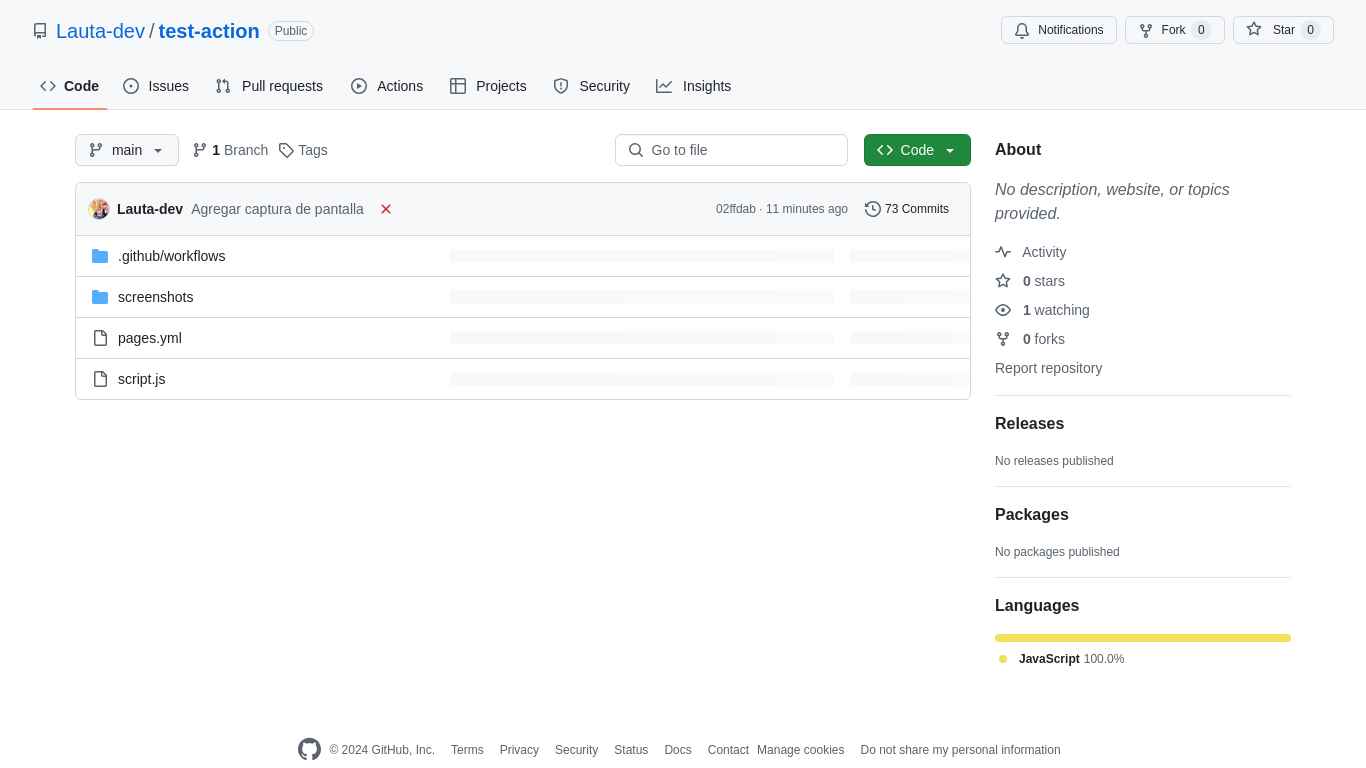 Lauta-dev / test-action Public
Notifications Fork 0 Star 0
Code Issues Pull requests Actions Projects Security Insights
main 1 Branch Tags Go to file Code
Lauta-dev Agregar captura de pantalla 02ffdab · 11 minutes ago 73 Commits
.github/workflows
screenshots
pages.yml
script.js
About
No description, website, or topics
provided.
Activity
0 stars
1 watching
0 forks
Report repository
Releases
No releases published
Packages
No packages published
Languages
JavaScript 100.0%
© 2024 GitHub, Inc. Terms Privacy Security Status Docs Contact Manage cookies Do not share my personal information